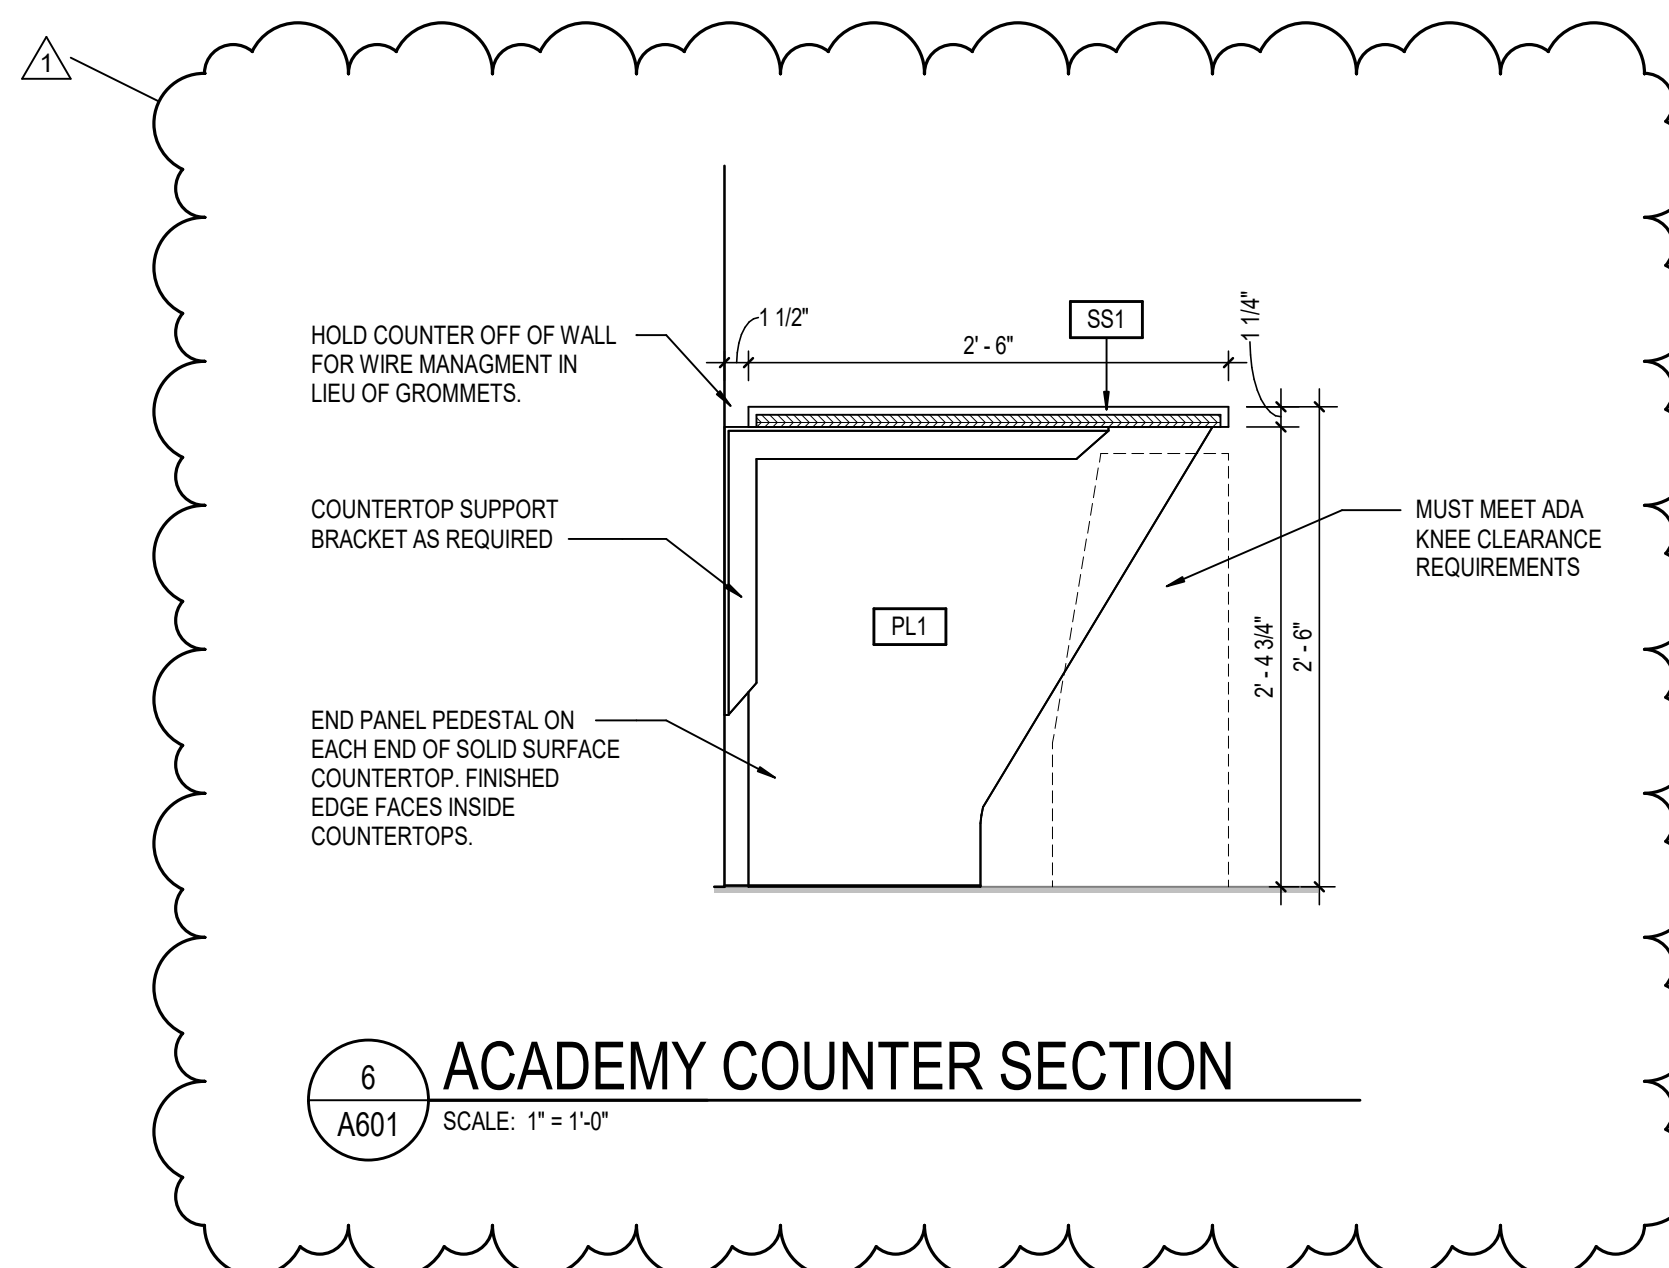 1
1 1/2"
2' - 6"
SS1
1 1/4"
HOLD COUNTER OFF OF WALL
FOR WIRE MANAGMENT IN
LIEU OF GROMMETS.
COUNTERTOP SUPPORT
BRACKET AS REQUIRED
MUST MEET ADA
KNEE CLEARANCE
REQUIREMENTS
PL1
2' - 4 3/4"
2' - 6"
END PANEL PEDESTAL ON
EACH END OF SOLID SURFACE
COUNTERTOP. FINISHED
EDGE FACES INSIDE
COUNTERTOPS.
6
A601
ACADEMY COUNTER SECTION
SCALE: 1" = 1'-0"